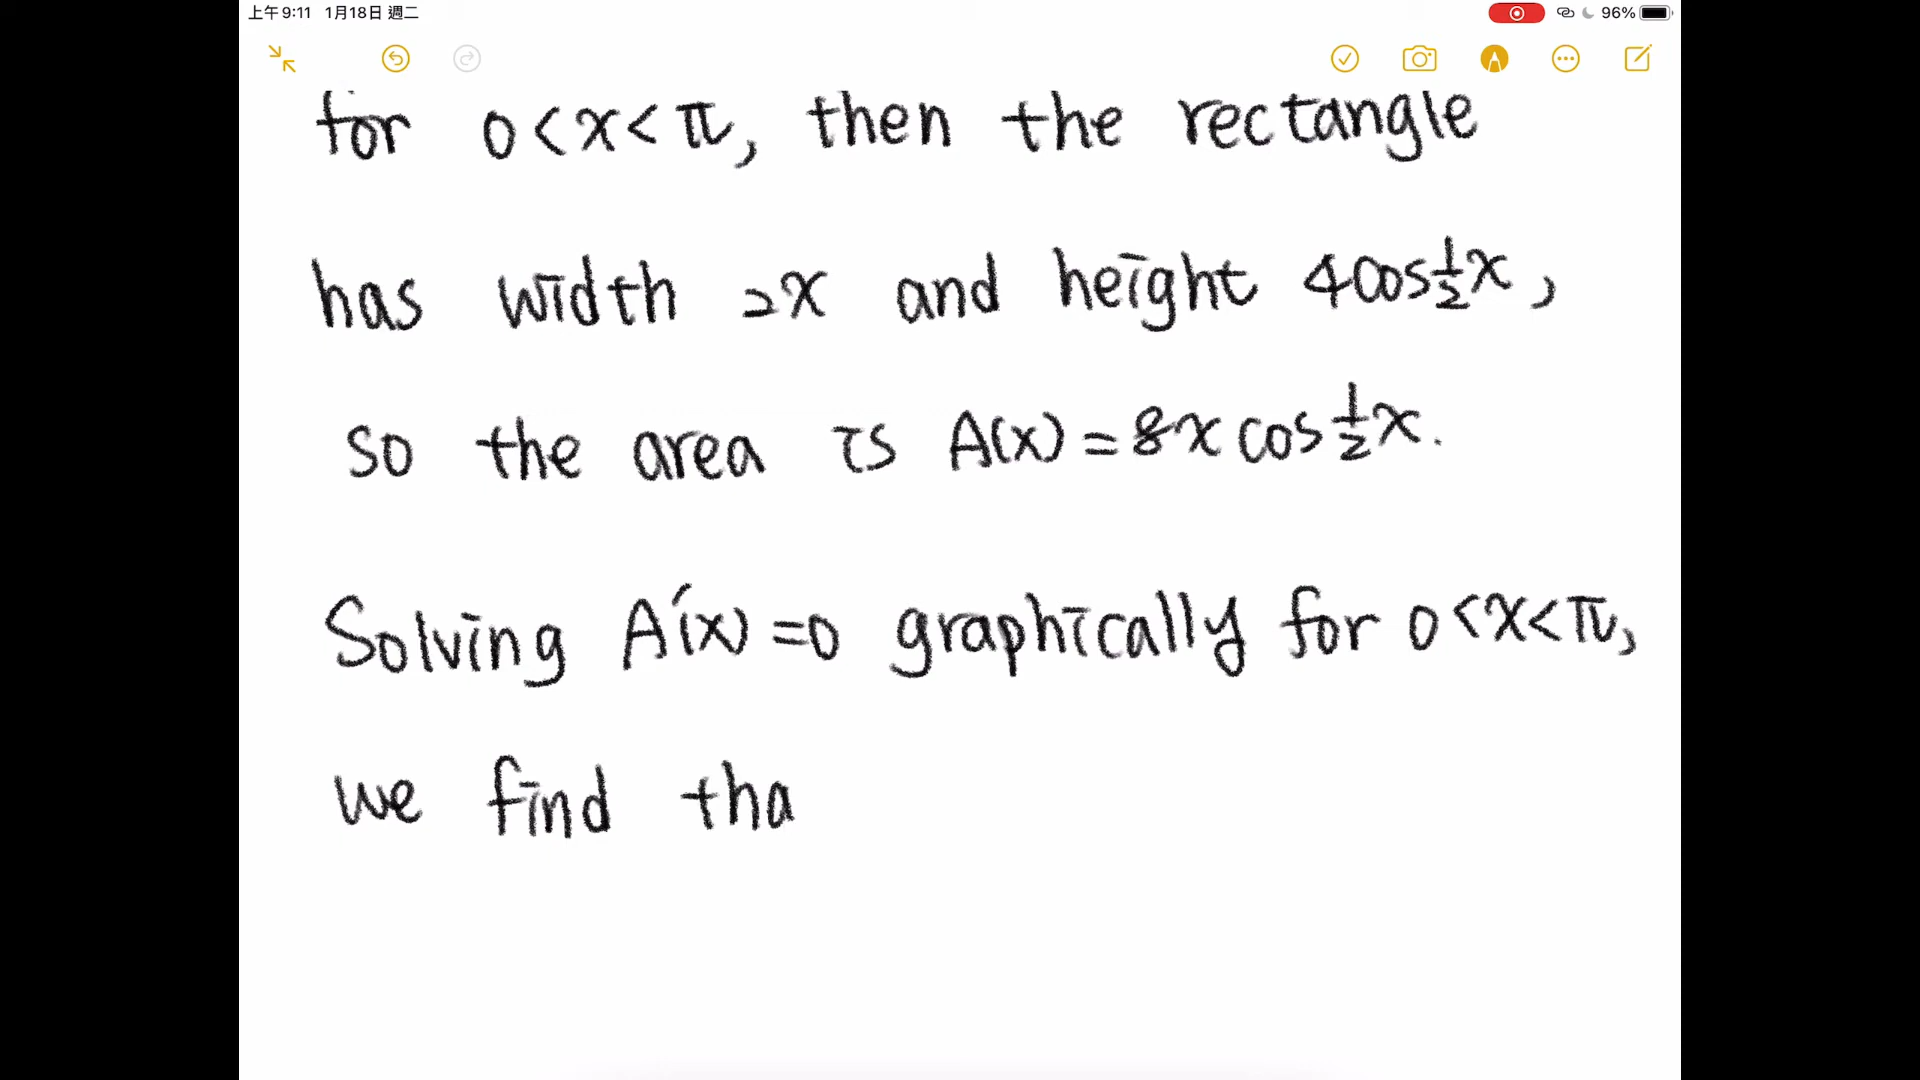 上午9:11 1月18日 週二 96%
for 0<x<π, then the rectangle
has width 2x and height 4cos½x,
so the area is A(x)=8x cos½x.
Solving A′(x)=0 graphically for 0<x<π,
we find tha